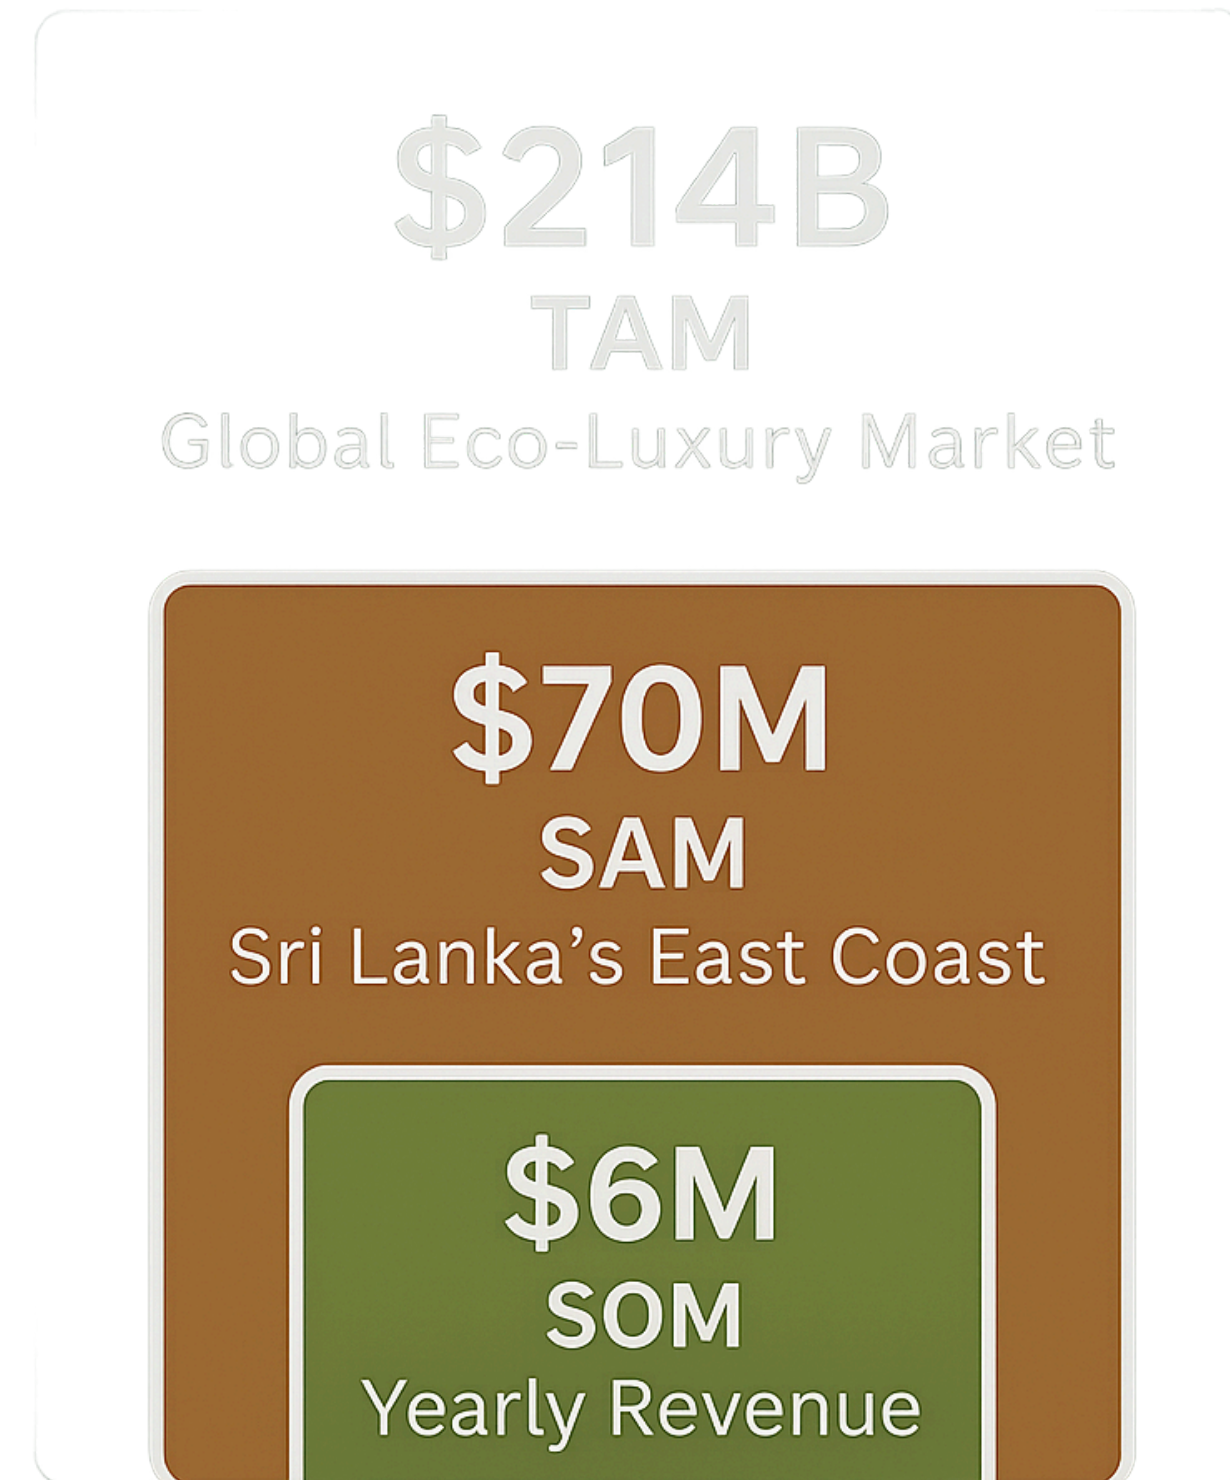 $214B
TAM
Global Eco-Luxury Market
$70M
SAM
Sri Lanka’s East Coast
$6M
SOM
Yearly Revenue